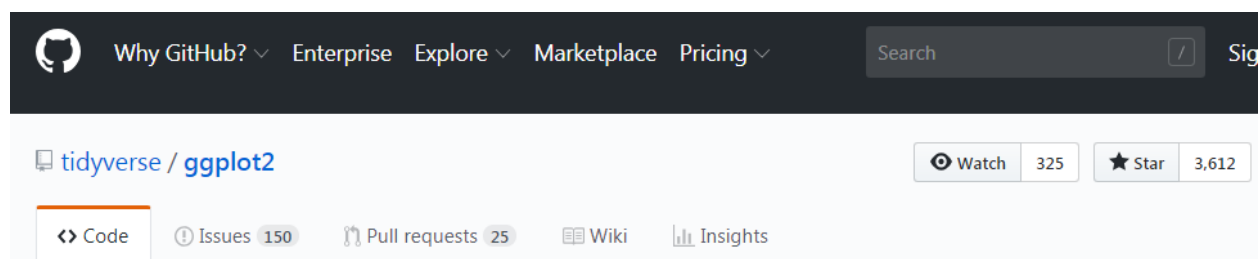 Why GitHub? Enterprise Explore Marketplace Pricing Search / Sig
tidyverse / ggplot2 Watch 325 Star 3,612
<> Code Issues 150 Pull requests 25 Wiki Insights